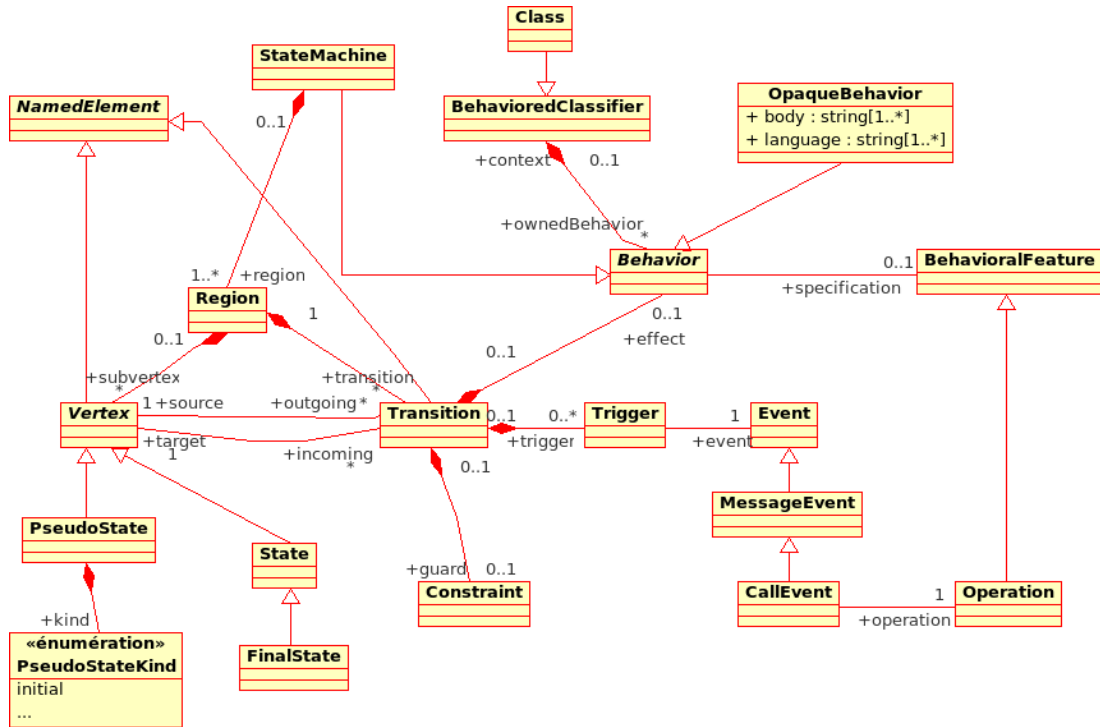 Class
StateMachine
NamedElement
0..1
BehavioredClassifier
+context
0..1
OpaqueBehavior
+ body : string[1..*]
+ language : string[1..*]
+ownedBehavior
*
Behavior
0..1
BehavioralFeature
+specification
1..*
+region
Region
1
0..1
0..1
+effect
0..1
+subvertex
*
+transition
*
Vertex
1
+source
+outgoing
*
Transition
0..1
0..*
Trigger
1
Event
+target
1
+incoming
*
+trigger
+event
0..1
MessageEvent
PseudoState
State
+guard
0..1
Constraint
CallEvent
1
+operation
Operation
+kind
«énumération»
PseudoStateKind
initial
...
FinalState